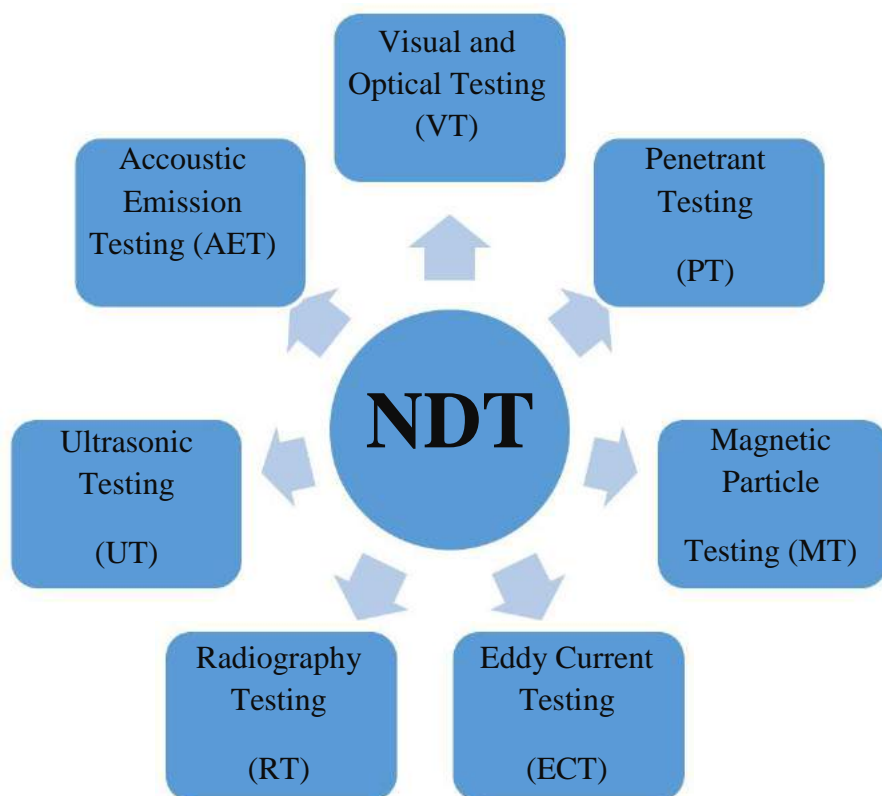 Visual and
Optical Testing
(VT)
Accoustic
Emission
Testing (AET)
Penetrant
Testing
(PT)
NDT
Ultrasonic
Testing
(UT)
Magnetic
Particle
Testing (MT)
Radiography
Testing
(RT)
Eddy Current
Testing
(ECT)